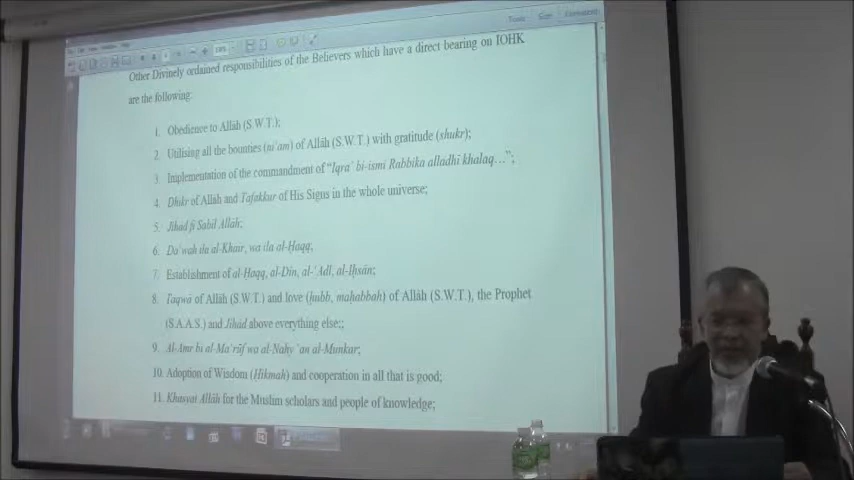 Other Divinely ordained responsibilities of the Believers which have a direct bearing on IOHK
are the following:
1. Obedience to Allāh (S.W.T.);
2. Utilising all the bounties (ni'am) of Allāh (S.W.T.) with gratitude (shukr);
3. Implementation of the commandment of “Iqra' bi-ismi Rabbika alladhi khalaq…”;
4. Dhikr of Allāh and Tafakkur of His Signs in the whole universe;
5. Jihād fi Sabīl Allāh;
6. Da'wah ila al-Khair, wa ila al-Ḥaqq;
7. Establishment of al-Ḥaqq, al-Dīn, al-'Adl, al-Iḥsān;
8. Taqwā of Allāh (S.W.T.) and love (ḥubb, maḥabbah) of Allāh (S.W.T.), the Prophet
(S.A.A.S.) and Jihād above everything else;;
9. Al-Amr bi al-Ma'rūf wa al-Nahy 'an al-Munkar;
10. Adoption of Wisdom (Ḥikmah) and cooperation in all that is good;
11. Khasyat Allāh for the Muslim scholars and people of knowledge;
Tools Sign Comment